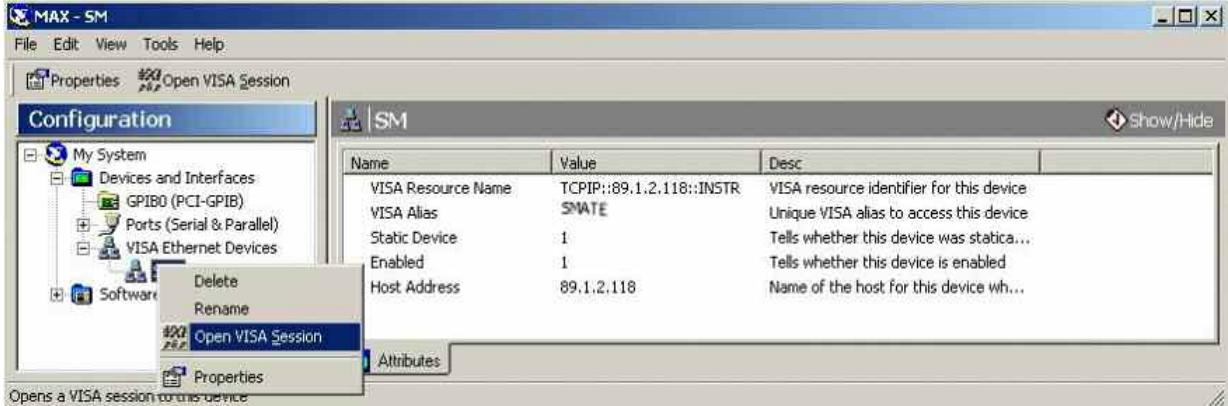 MAX - SM
File Edit View Tools Help
Properties Open VISA Session
Configuration
SM
Show/Hide
My System
Devices and Interfaces
GPIB0 (PCI-GPIB)
Ports (Serial & Parallel)
VISA Ethernet Devices
Software
Delete
Rename
Open VISA Session
Properties
Name Value Desc
VISA Resource Name TCPIP::89.1.2.118::INSTR VISA resource identifier for this device
VISA Alias SMATE Unique VISA alias to access this device
Static Device 1 Tells whether this device was statica...
Enabled 1 Tells whether this device is enabled
Host Address 89.1.2.118 Name of the host for this device wh...
Attributes
Opens a VISA session to this device